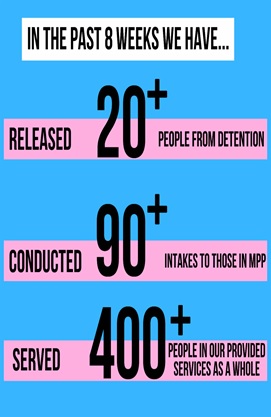 IN THE PAST 8 WEEKS WE HAVE...
RELEASED 20+ PEOPLE FROM DETENTION
CONDUCTED 90+ INTAKES TO THOSE IN MPP
SERVED 400+ PEOPLE IN OUR PROVIDED
SERVICES AS A WHOLE